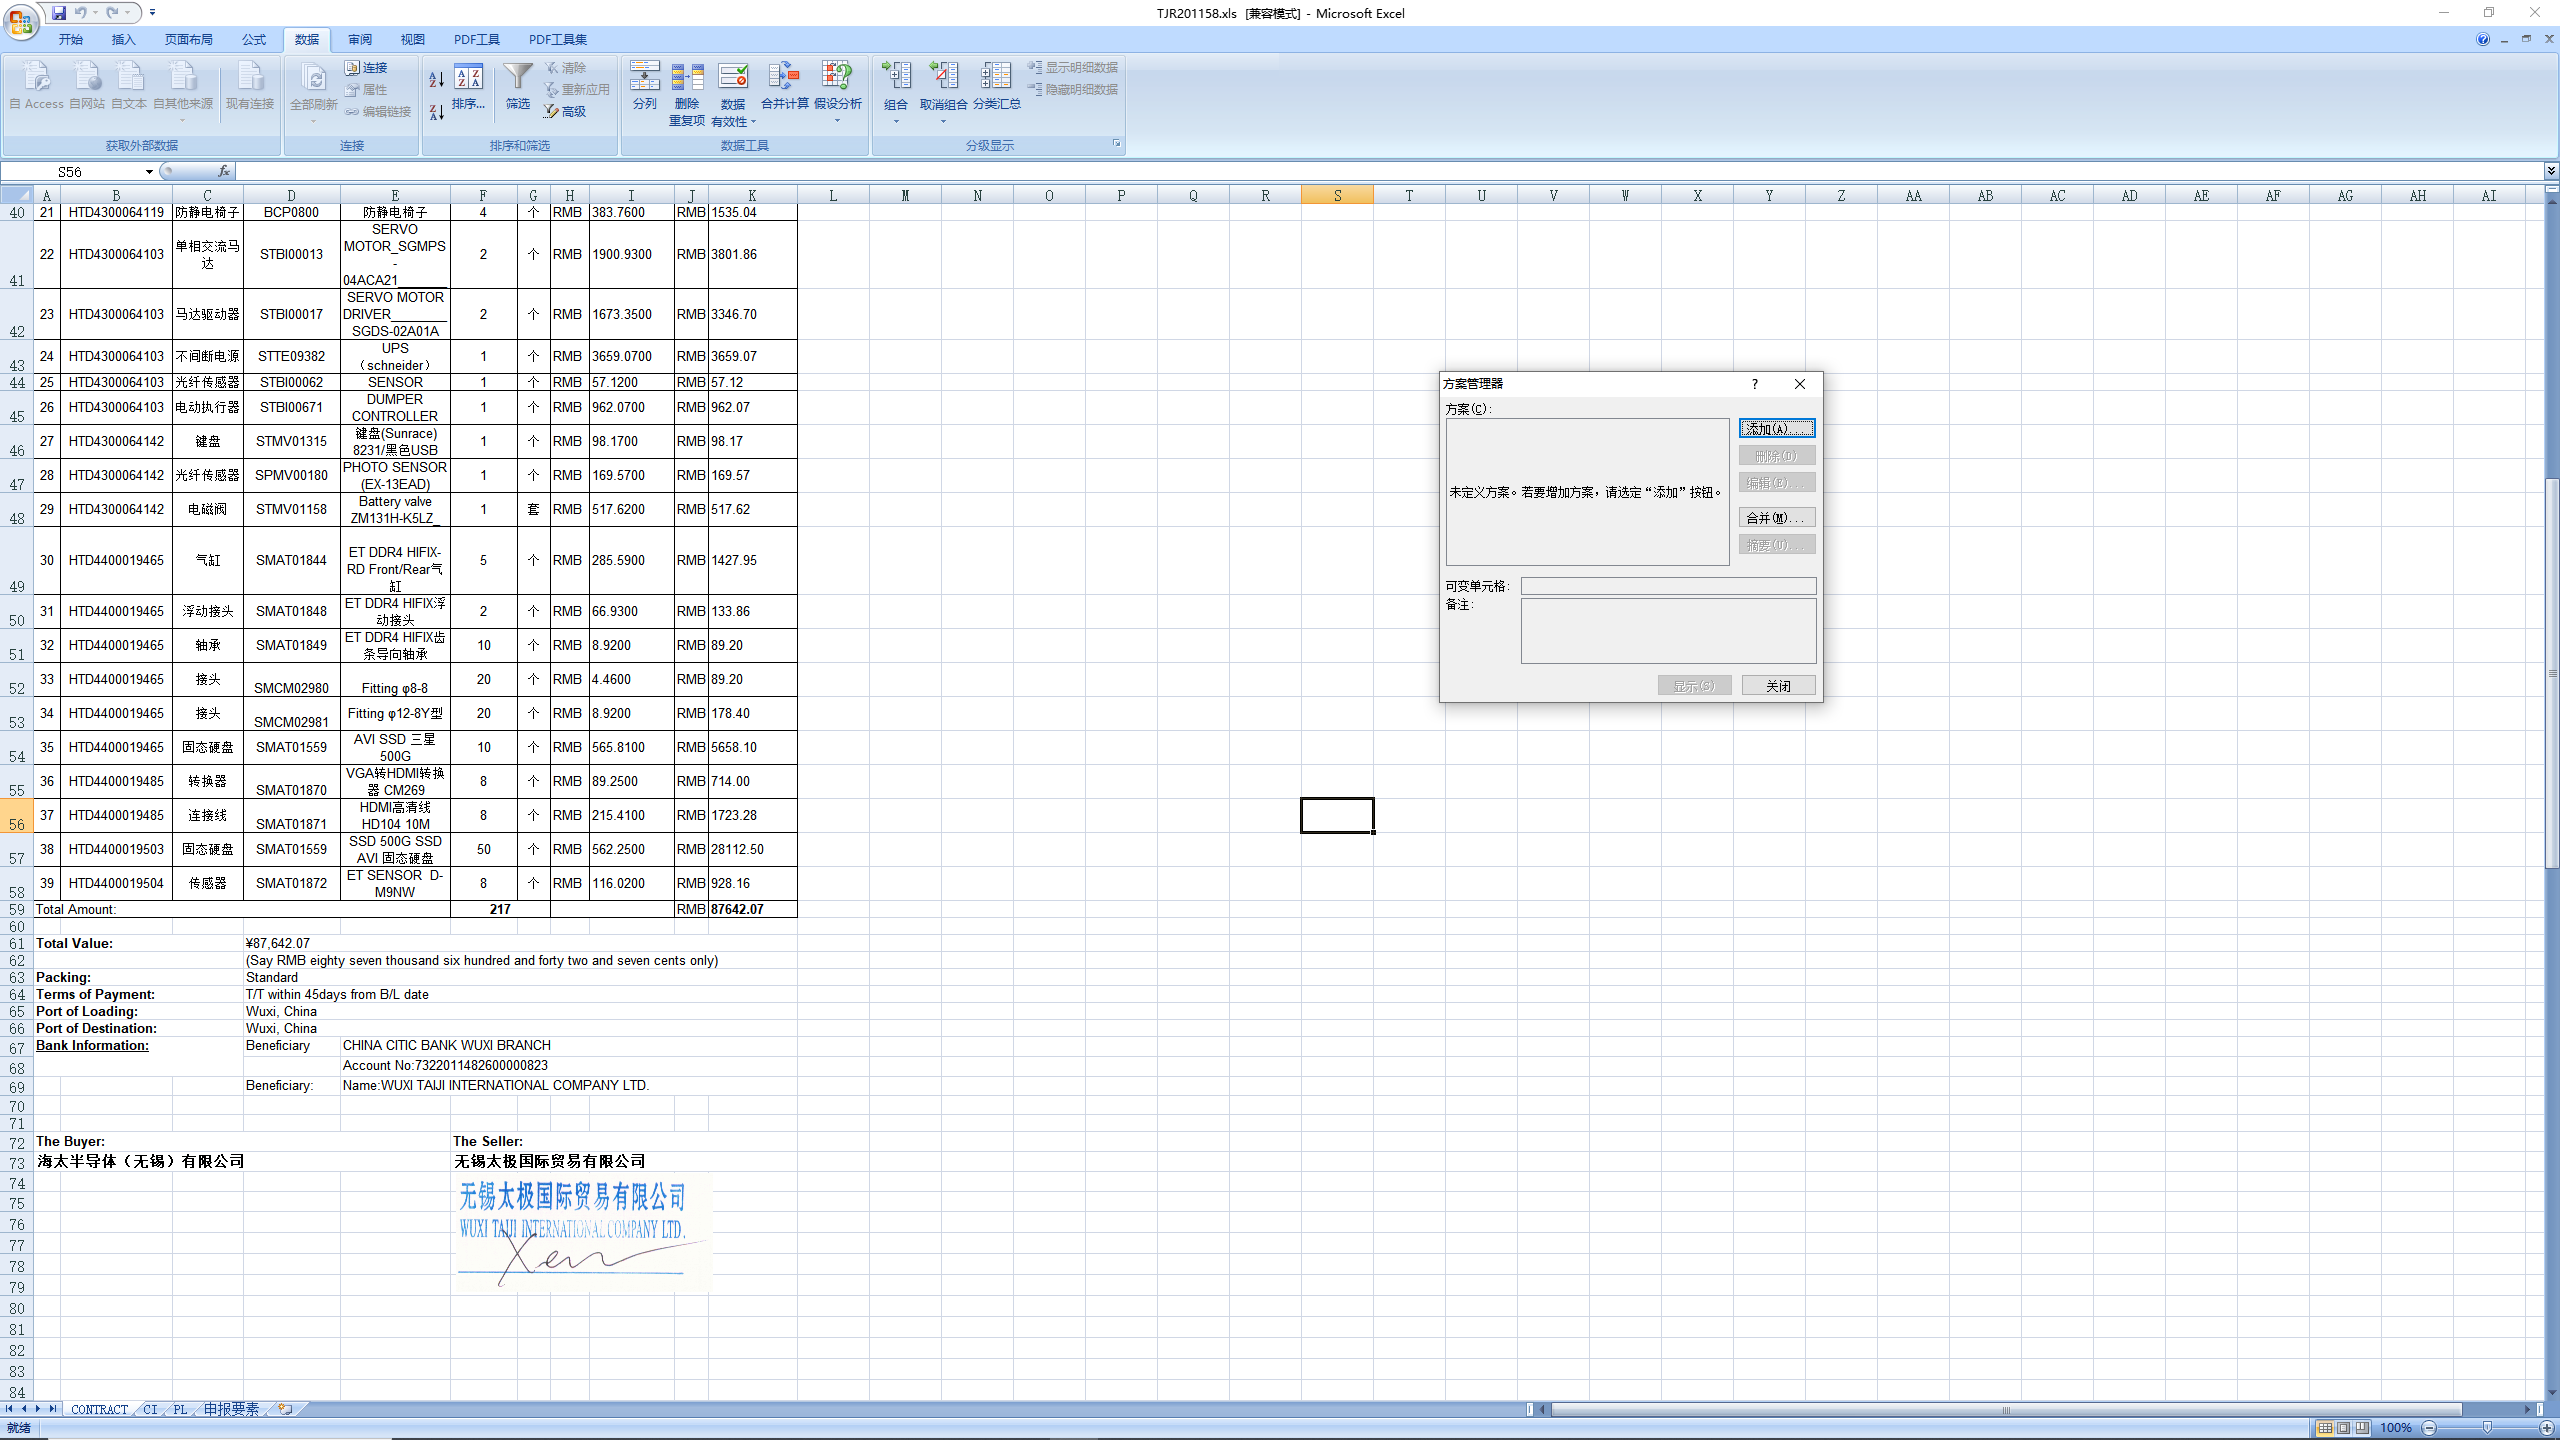 TJR201158.xls [兼容模式] - Microsoft Excel
开始 插入 页面布局 公式 数据 审阅 视图 PDF工具 PDF工具集
自 Access 自网站 自文本 自其他来源 现有连接 全部刷新 连接 属性 编辑链接 排序... 筛选 清除 重新应用 高级 分列 删除 重复项 数据 有效性 合并计算 假设分析 组合 取消组合 分类汇总 显示明细数据 隐藏明细数据
获取外部数据 连接 排序和筛选 数据工具 分级显示
S56 fx
A B C D E F G H I J K L M N O P Q R S T U V W X Y Z AA AB AC AD AE AF AG AH AI
40 21 HTD4300064119 防静电椅子 BCP0800 防静电椅子 4 个 RMB 383.7600 RMB 1535.04
41 22 HTD4300064103 单相交流马达 STBI00013 SERVO MOTOR_SGMPS-04ACA21_______ 2 个 RMB 1900.9300 RMB 3801.86
42 23 HTD4300064103 马达驱动器 STBI00017 SERVO MOTOR DRIVER________SGDS-02A01A 2 个 RMB 1673.3500 RMB 3346.70
43 24 HTD4300064103 不间断电源 STTE09382 UPS （schneider） 1 个 RMB 3659.0700 RMB 3659.07
44 25 HTD4300064103 光纤传感器 STBI00062 SENSOR 1 个 RMB 57.1200 RMB 57.12
45 26 HTD4300064103 电动执行器 STBI00671 DUMPER CONTROLLER 1 个 RMB 962.0700 RMB 962.07
46 27 HTD4300064142 键盘 STMV01315 键盘(Sunrace) 8231/黑色USB 1 个 RMB 98.1700 RMB 98.17
47 28 HTD4300064142 光纤传感器 SPMV00180 PHOTO SENSOR (EX-13EAD) 1 个 RMB 169.5700 RMB 169.57
48 29 HTD4300064142 电磁阀 STMV01158 Battery valve ZM131H-K5LZ_ 1 套 RMB 517.6200 RMB 517.62
49 30 HTD4400019465 气缸 SMAT01844 ET DDR4 HIFIX-RD Front/Rear气缸 5 个 RMB 285.5900 RMB 1427.95
50 31 HTD4400019465 浮动接头 SMAT01848 ET DDR4 HIFIX浮动接头 2 个 RMB 66.9300 RMB 133.86
51 32 HTD4400019465 轴承 SMAT01849 ET DDR4 HIFIX齿条导向轴承 10 个 RMB 8.9200 RMB 89.20
52 33 HTD4400019465 接头 SMCM02980 Fitting φ8-8 20 个 RMB 4.4600 RMB 89.20
53 34 HTD4400019465 接头 SMCM02981 Fitting φ12-8Y型 20 个 RMB 8.9200 RMB 178.40
54 35 HTD4400019465 固态硬盘 SMAT01559 AVI SSD 三星 500G 10 个 RMB 565.8100 RMB 5658.10
55 36 HTD4400019485 转换器 SMAT01870 VGA转HDMI转换器 CM269 8 个 RMB 89.2500 RMB 714.00
56 37 HTD4400019485 连接线 SMAT01871 HDMI高清线 HD104 10M 8 个 RMB 215.4100 RMB 1723.28
57 38 HTD4400019503 固态硬盘 SMAT01559 SSD 500G SSD AVI 固态硬盘 50 个 RMB 562.2500 RMB 28112.50
58 39 HTD4400019504 传感器 SMAT01872 ET SENSOR D-M9NW 8 个 RMB 116.0200 RMB 928.16
59 Total Amount: 217 RMB 87642.07
60
61 Total Value: ¥87,642.07
62 (Say RMB eighty seven thousand six hundred and forty two and seven cents only)
63 Packing: Standard
64 Terms of Payment: T/T within 45days from B/L date
65 Port of Loading: Wuxi, China
66 Port of Destination: Wuxi, China
67 Bank Information: Beneficiary CHINA CITIC BANK WUXI BRANCH
68 Account No:7322011482600000823
69 Beneficiary: Name:WUXI TAIJI INTERNATIONAL COMPANY LTD.
70
71
72 The Buyer: The Seller:
73 海太半导体（无锡）有限公司 无锡太极国际贸易有限公司
74
75 无锡太极国际贸易有限公司
76 WUXI TAIJI INTERNATIONAL COMPANY LTD.
77
78
79
80
81
82
83
84
方案管理器 ?
方案(C):
未定义方案。若要增加方案，请选定“添加”按钮。
添加(A)...
删除(D)
编辑(E)...
合并(M)...
摘要(U)...
可变单元格:
备注:
显示(S) 关闭
CONTRACT CI PL 申报要素
就绪 100%